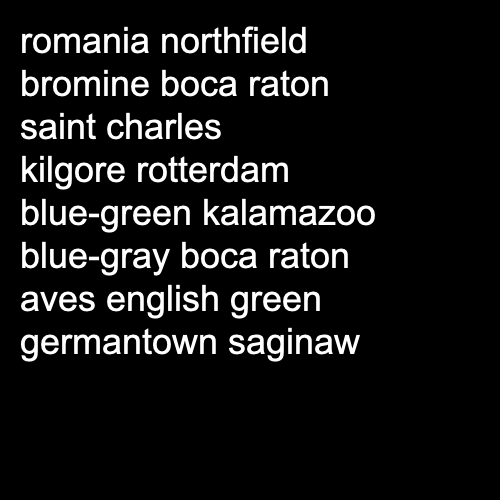 romania northfield
bromine boca raton
saint charles
kilgore rotterdam
blue-green kalamazoo
blue-gray boca raton
aves english green
germantown saginaw